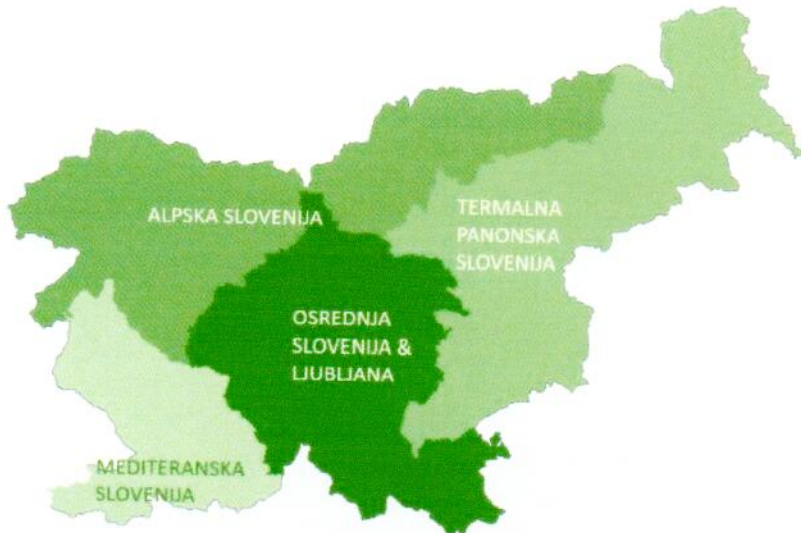 ALPSKA SLOVENIJA
TERMALNA
PANONSKA
SLOVENIJA
OSREDNJA
SLOVENIJA &
LJUBLJANA
MEDITERANSKA
SLOVENIJA